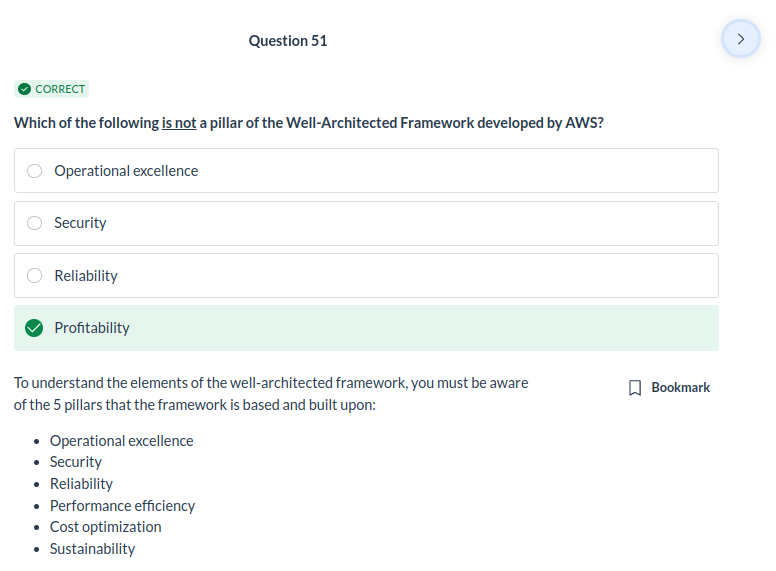 Question 51
CORRECT
Which of the following is not a pillar of the Well-Architected Framework developed by AWS?
Operational excellence
Security
Reliability
Profitability
To understand the elements of the well-architected framework, you must be aware
of the 5 pillars that the framework is based and built upon:
Bookmark
Operational excellence
Security
Reliability
Performance efficiency
Cost optimization
Sustainability